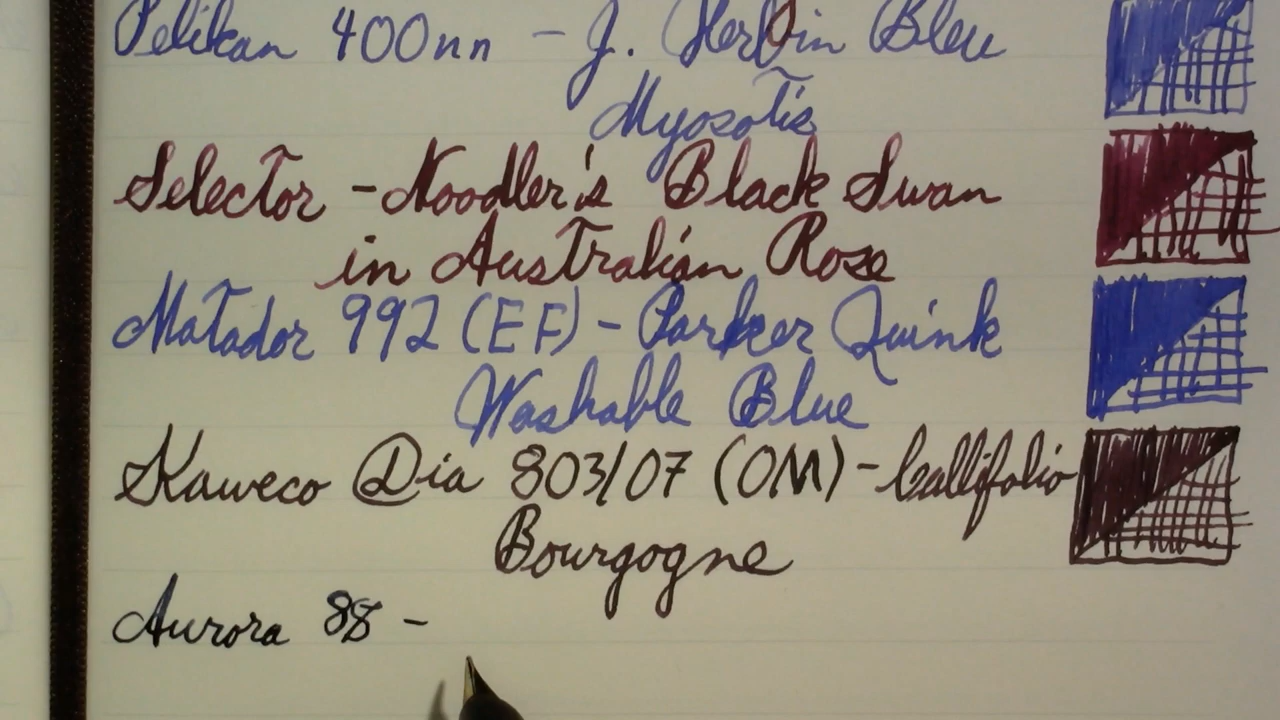 Pelikan 400nn - J. Herbin Bleu
Myosotis
Selector - Noodler's Black Swan
in Australian Rose
Matador 992 (EF) - Parker Quink
Washable Blue
Kaweco Dia 803/07 (OM) - Callifolio
Bourgogne
Aurora 88 -